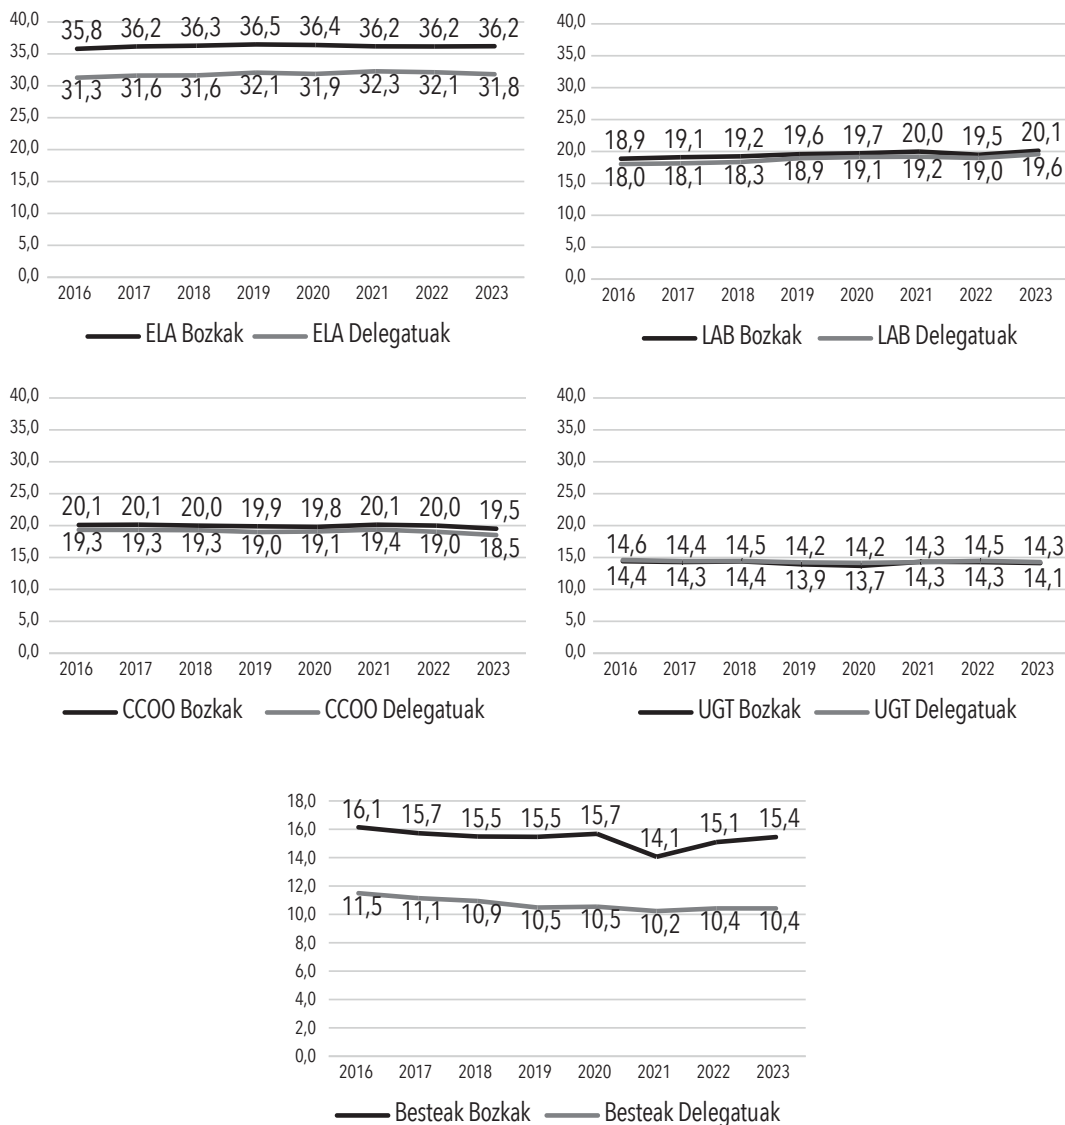 40,0
35,0
30,0
25,0
20,0
15,0
10,0
5,0
0,0
35,8 36,2 36,3 36,5 36,4 36,2 36,2 36,2
31,3 31,6 31,6 32,1 31,9 32,3 32,1 31,8
2016 2017 2018 2019 2020 2021 2022 2023
ELA Bozkak ELA Delegatuak
40,0
35,0
30,0
25,0
20,0
15,0
10,0
5,0
0,0
18,9 19,1 19,2 19,6 19,7 20,0 19,5 20,1
18,0 18,1 18,3 18,9 19,1 19,2 19,0 19,6
2016 2017 2018 2019 2020 2021 2022 2023
LAB Bozkak LAB Delegatuak
40,0
35,0
30,0
25,0
20,0
15,0
10,0
5,0
0,0
20,1 20,1 20,0 19,9 19,8 20,1 20,0 19,5
19,3 19,3 19,3 19,0 19,1 19,4 19,0 18,5
2016 2017 2018 2019 2020 2021 2022 2023
CCOO Bozkak CCOO Delegatuak
40,0
35,0
30,0
25,0
20,0
15,0
10,0
5,0
0,0
14,6 14,4 14,5 14,2 14,2 14,3 14,5 14,3
14,4 14,3 14,4 13,9 13,7 14,3 14,3 14,1
2016 2017 2018 2019 2020 2021 2022 2023
UGT Bozkak UGT Delegatuak
18,0
16,0
14,0
12,0
10,0
8,0
6,0
4,0
2,0
0,0
16,1 15,7 15,5 15,5 15,7 14,1 15,1 15,4
11,5 11,1 10,9 10,5 10,5 10,2 10,4 10,4
2016 2017 2018 2019 2020 2021 2022 2023
Besteak Bozkak Besteak Delegatuak